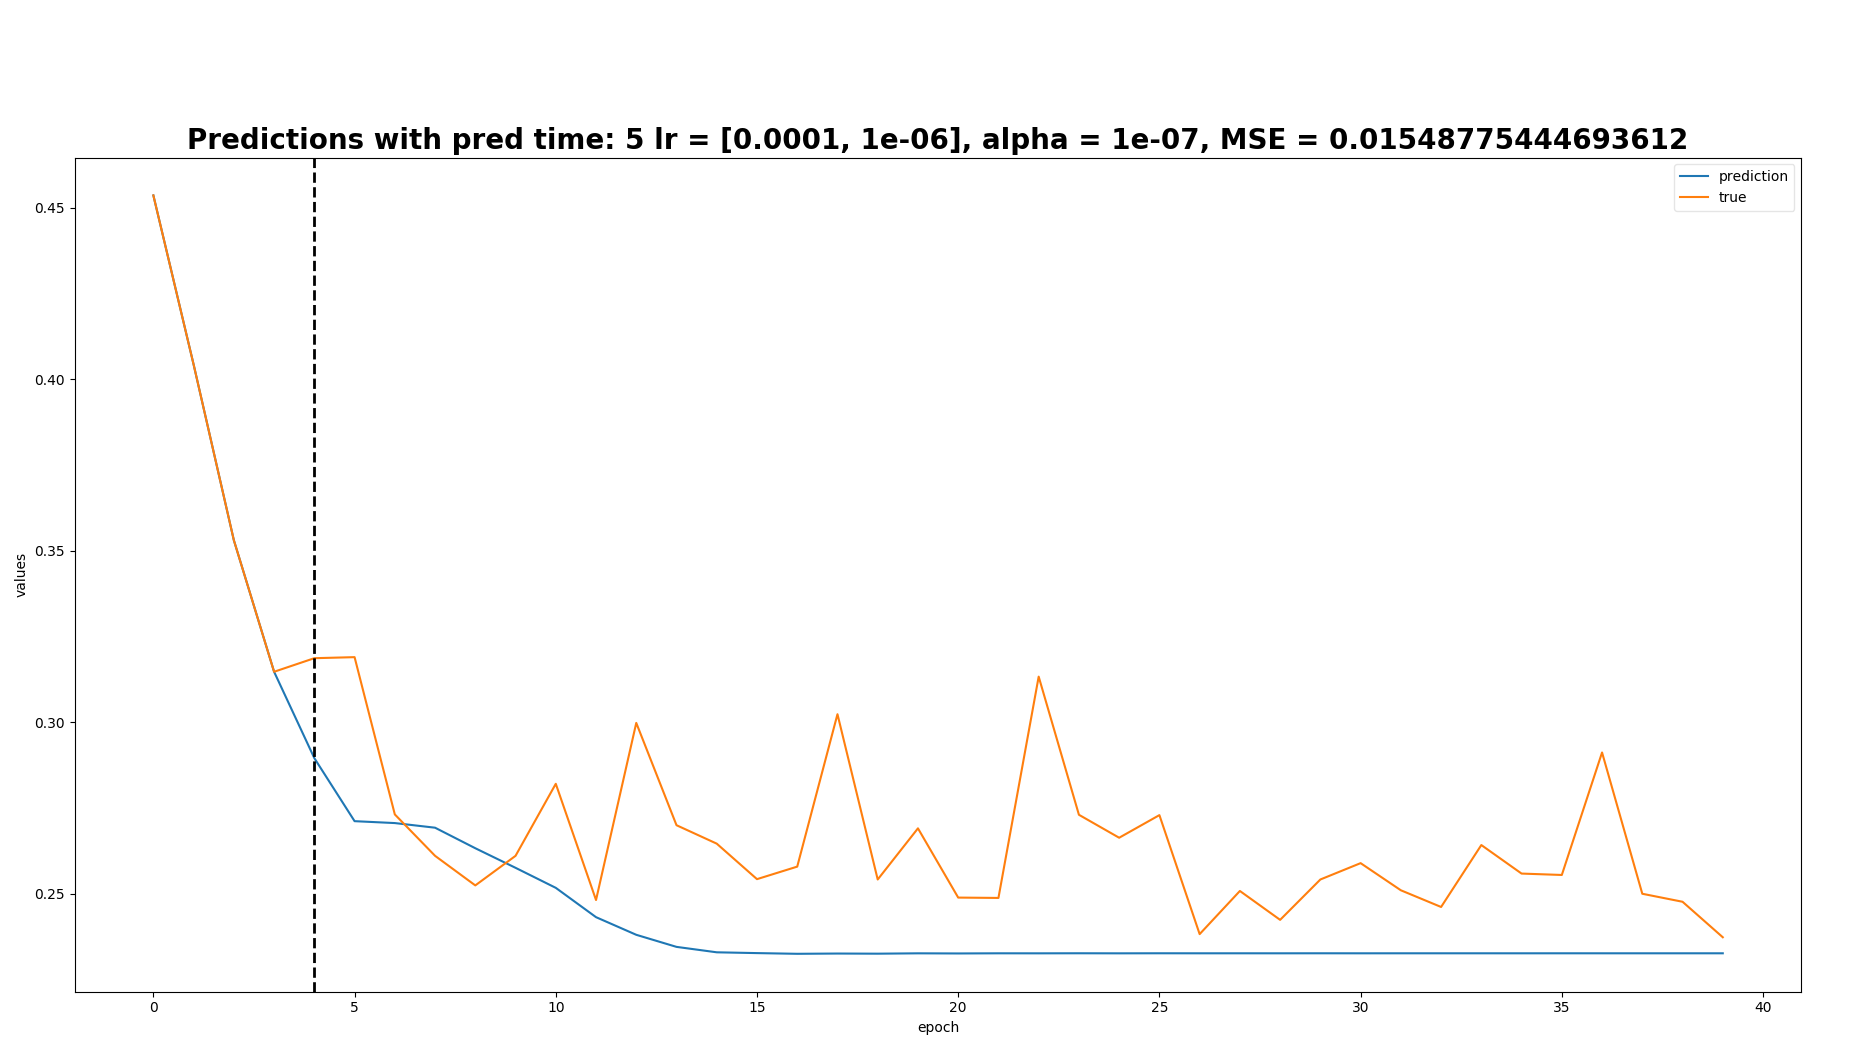 Predictions with pred time: 5 lr = [0.0001, 1e-06], alpha = 1e-07, MSE = 0.01548775444693612
prediction
true
0.45
0.40
0.35
0.30
0.25
values
0 5 10 15 20 25 30 35 40
epoch